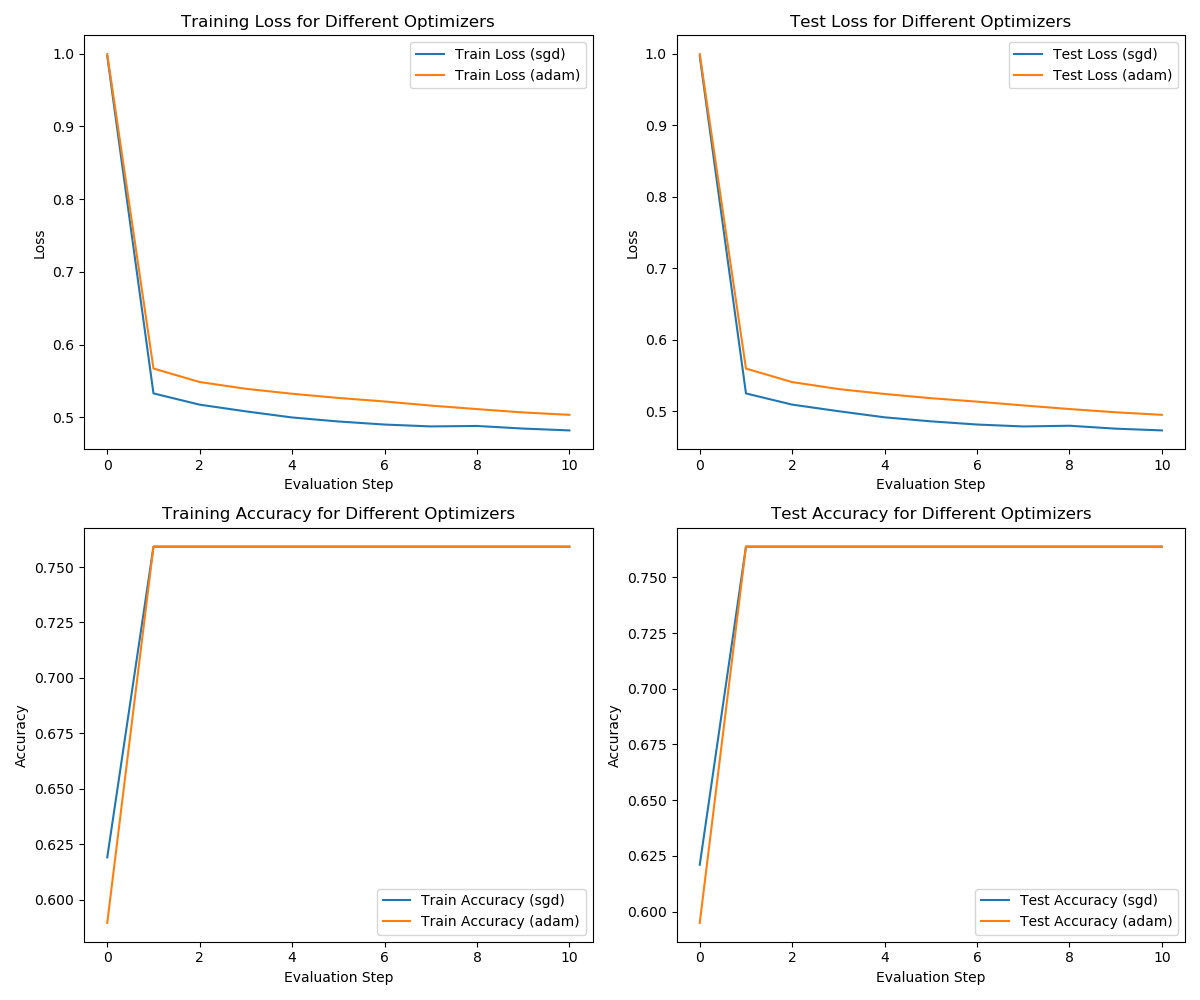 Training Loss for Different Optimizers
1.0
0.9
0.8
0.7
0.6
0.5
Loss
Train Loss (sgd)
Train Loss (adam)
0 2 4 6 8 10
Evaluation Step
Test Loss for Different Optimizers
1.0
0.9
0.8
0.7
0.6
0.5
Loss
Test Loss (sgd)
Test Loss (adam)
0 2 4 6 8 10
Evaluation Step
Training Accuracy for Different Optimizers
0.750
0.725
0.700
0.675
0.650
0.625
0.600
Accuracy
Train Accuracy (sgd)
Train Accuracy (adam)
0 2 4 6 8 10
Evaluation Step
Test Accuracy for Different Optimizers
0.750
0.725
0.700
0.675
0.650
0.625
0.600
Accuracy
Test Accuracy (sgd)
Test Accuracy (adam)
0 2 4 6 8 10
Evaluation Step